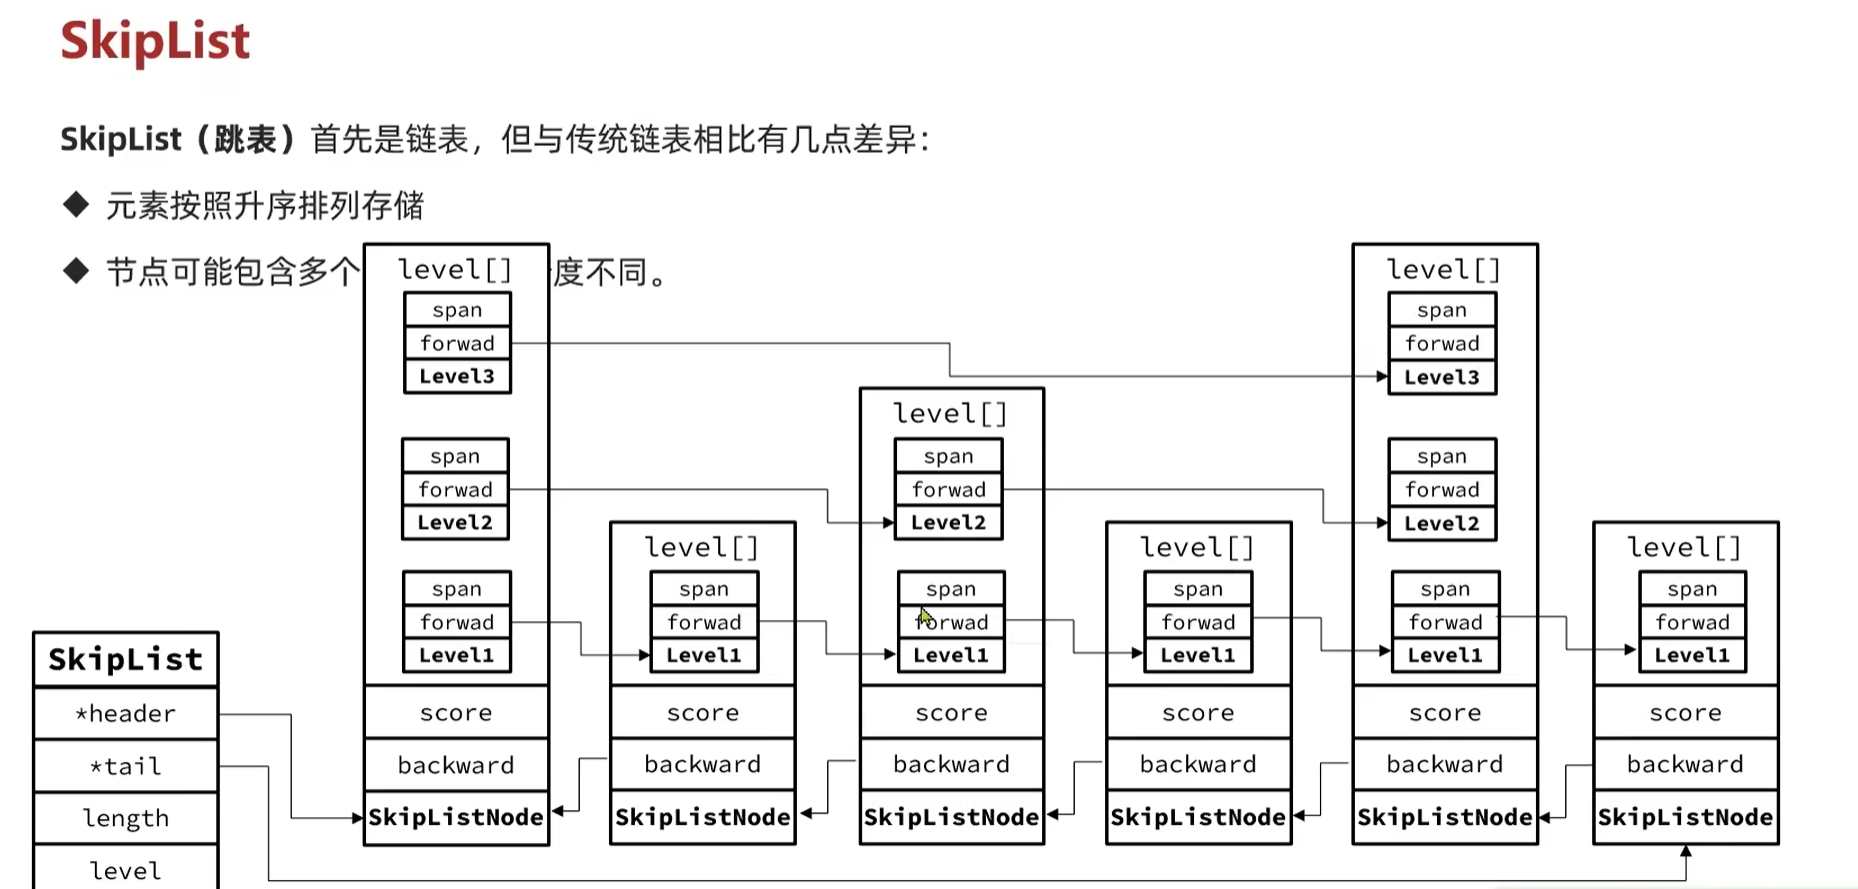 SkipList
SkipList（跳表）首先是链表，但与传统链表相比有几点差异：
◆ 元素按照升序排列存储
◆ 节点可能包含多个
度不同。
level[]
span
forwad
Level3
span
forwad
Level2
span
forwad
Level1
score
backward
SkipListNode
level[]
span
forwad
Level1
score
backward
SkipListNode
level[]
span
forwad
Level2
span
forwad
Level1
score
backward
SkipListNode
level[]
span
forwad
Level1
score
backward
SkipListNode
level[]
span
forwad
Level3
span
forwad
Level2
span
forwad
Level1
score
backward
SkipListNode
level[]
span
forwad
Level1
score
backward
SkipListNode
SkipList
*header
*tail
length
level